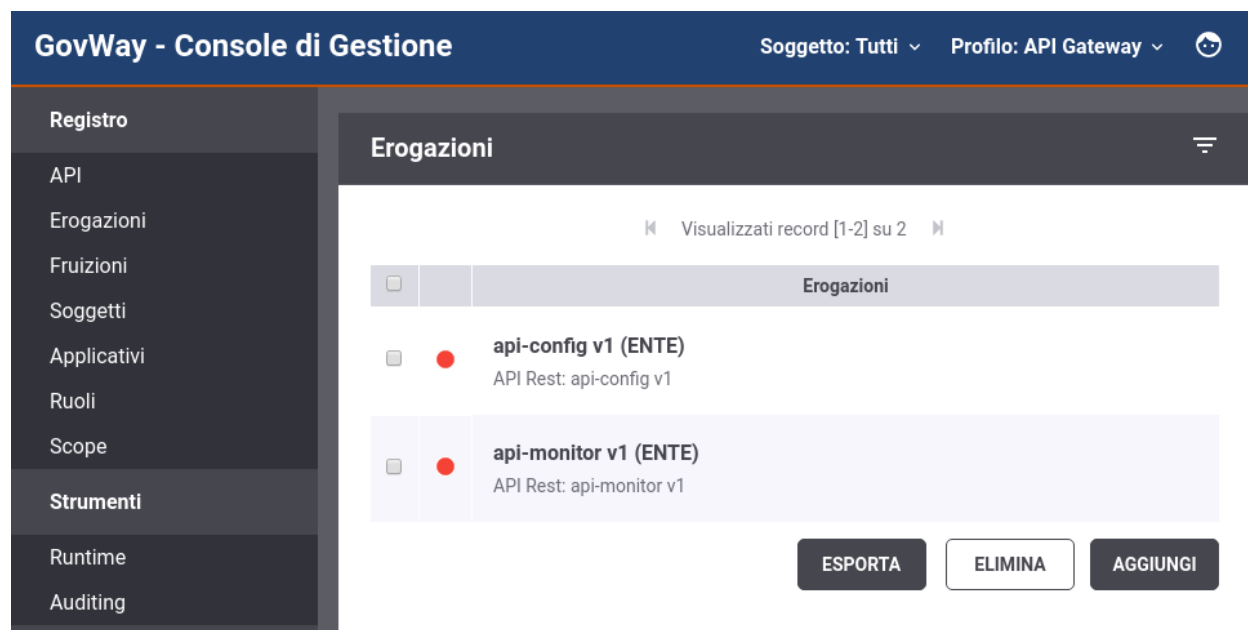 GovWay - Console di Gestione
Soggetto: Tutti
Profilo: API Gateway
Registro
API
Erogazioni
Fruizioni
Soggetti
Applicativi
Ruoli
Scope
Strumenti
Runtime
Auditing
Erogazioni
Visualizzati record [1-2] su 2
Erogazioni
api-config v1 (ENTE)
API Rest: api-config v1
api-monitor v1 (ENTE)
API Rest: api-monitor v1
ESPORTA
ELIMINA
AGGIUNGI